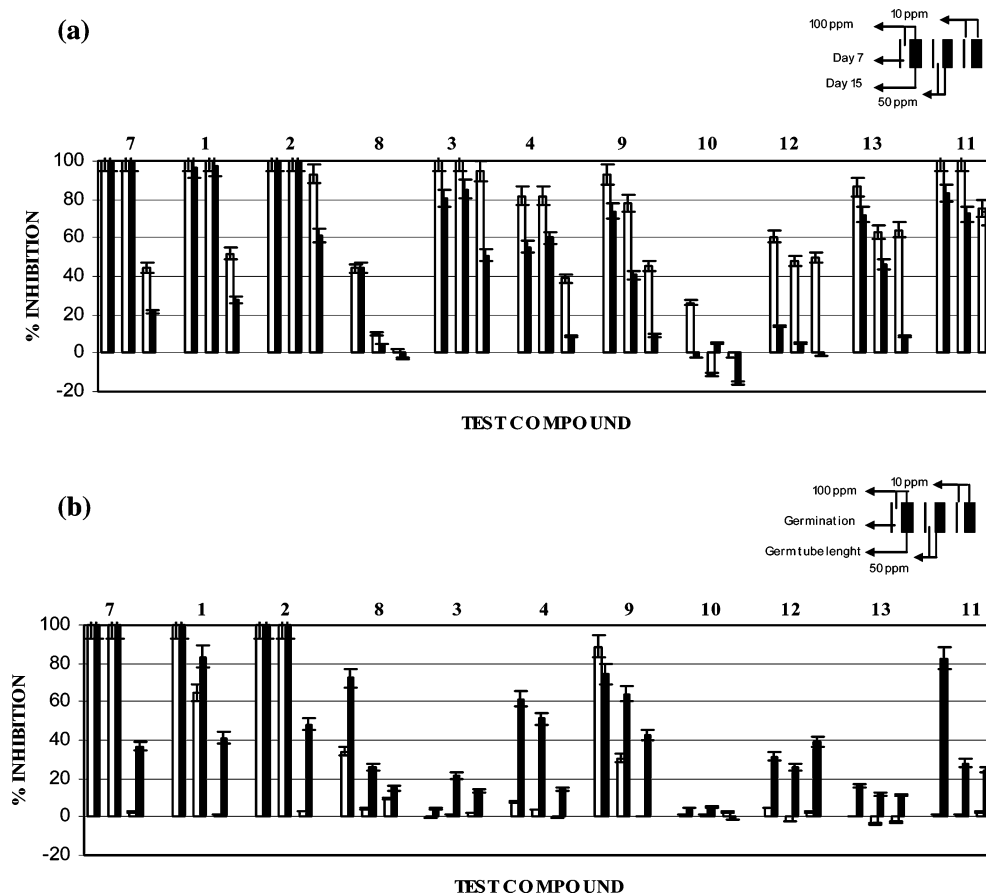 (a)
10 ppm
100 ppm
Day 7
Day 15
50 ppm
7 1 2 8 3 4 9 10 12 13 11
100
80
60
40
20
0
-20
% INHIBITION
TEST COMPOUND
(b)
10 ppm
100 ppm
Germination
Germ tube lenght
50 ppm
7 1 2 8 3 4 9 10 12 13 11
100
80
60
40
20
0
-20
% INHIBITION
TEST COMPOUND